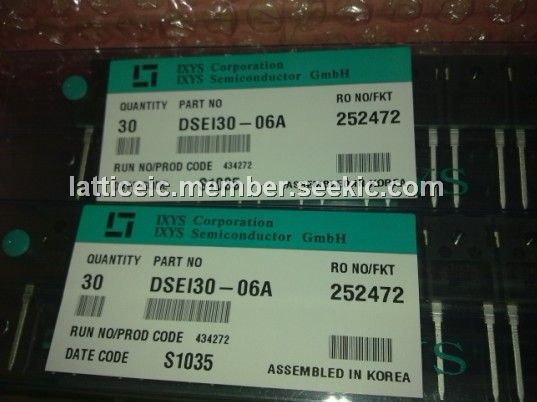 IXYS Corporation
IXYS Semiconductor GmbH
QUANTITY PART NO RO NO/FKT
30 DSEI30-06A 252472
RUN NO/PROD CODE 434272
latticeic.member.seekic.com
IXYS Corporation
IXYS Semiconductor GmbH
QUANTITY PART NO RO NO/FKT
30 DSEI30-06A 252472
RUN NO/PROD CODE 434272
DATE CODE S1035 ASSEMBLED IN KOREA